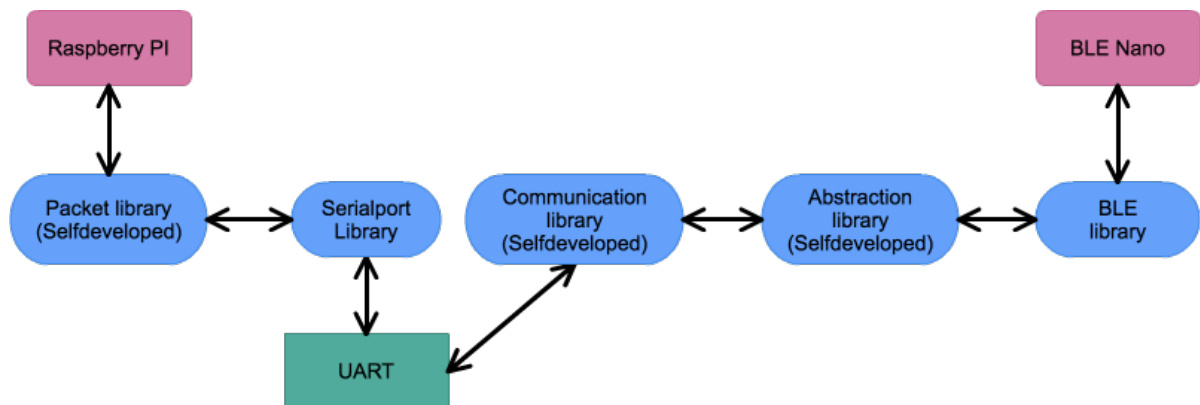 Raspberry PI
BLE Nano
Packet library
(Selfdeveloped)
Serialport
Library
Communication
library
(Selfdeveloped)
Abstraction
library
(Selfdeveloped)
BLE
library
UART